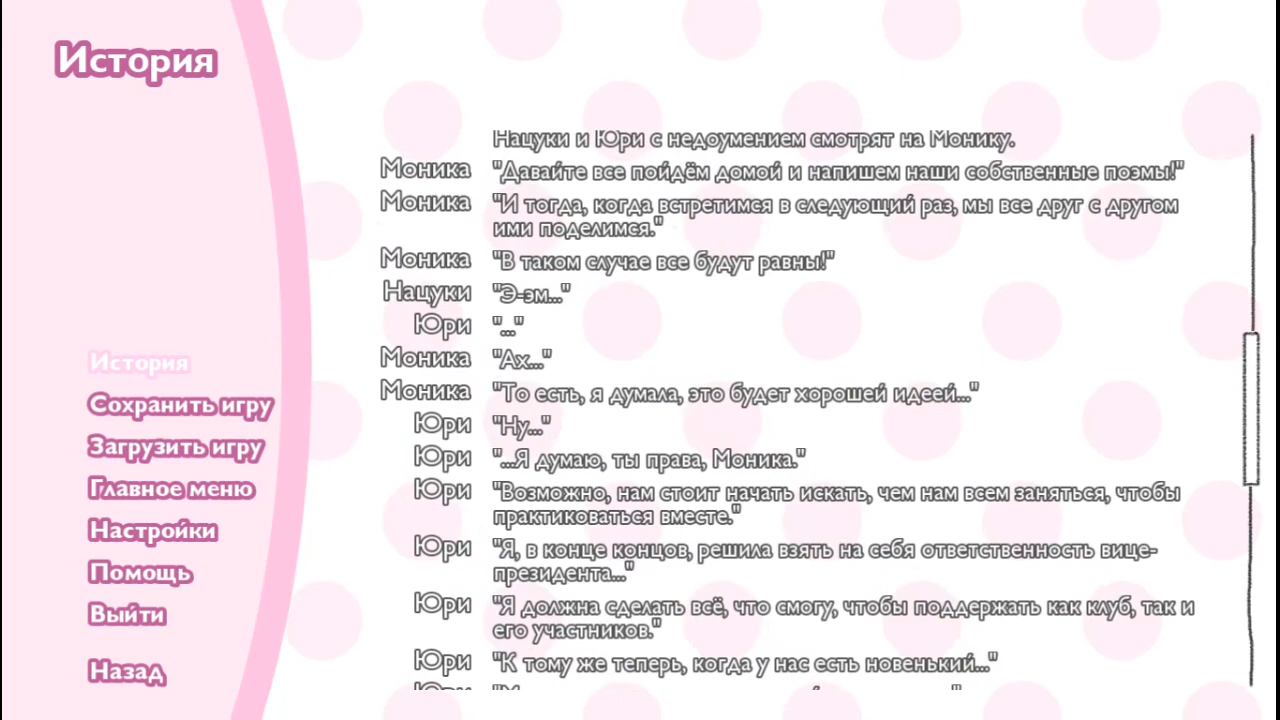 История
Нацуки и Юри с недоумением смотрят на Монику.
Моника "Давайте все пойдём домой и напишем наши собственные поэмы!"
Моника "И тогда, когда встретимся в следующий раз, мы все друг с другом
ими поделимся."
Моника "В таком случае все будут равны!"
Нацуки "Э-эм..."
Юри "..."
Моника "Ах..."
Моника "То есть, я думала, это будет хорошей идеей..."
Юри "Ну..."
Юри "...Я думаю, ты права, Моника."
Юри "Возможно, нам стоит начать искать, чем нам всем заняться, чтобы
практиковаться вместе."
Юри "Я, в конце концов, решила взять на себя ответственность вице-
президента..."
Юри "Я должна сделать всё, что смогу, чтобы поддержать как клуб, так и
его участников."
Юри "К тому же теперь, когда у нас есть новенький..."
Юри
История
Сохранить игру
Загрузить игру
Главное меню
Настройки
Помощь
Выйти
Назад